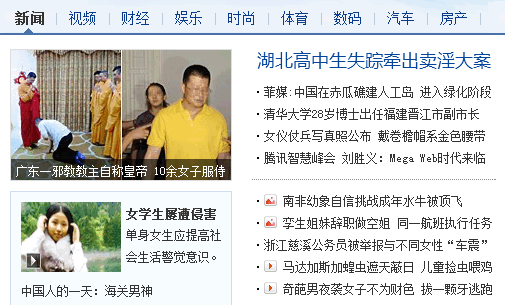 新闻 视频 财经 娱乐 时尚 体育 数码 汽车 房产
湖北高中生失踪牵出卖淫大案
菲媒:中国在赤瓜礁建人工岛 进入绿化阶段
清华大学28岁博士出任福建晋江市副市长
女仪仗兵写真照公布 戴卷檐帽系金色腰带
腾讯智慧峰会 刘胜义: Mega Web时代来临
广东一邪教教主自称皇帝 10余女子服侍
女学生屡遭侵害
单身女生应提高社
会生活警觉意识。
中国人的一天: 海关男神
南非幼象自信挑战成年水牛被顶飞
孪生姐妹辞职做空姐 同一航班执行任务
浙江慈溪公务员被举报与不同女性“车震”
马达加斯加蝗虫遮天蔽日 儿童捡虫喂鸡
奇葩男夜袭女子不为财色 拔一颗牙逃跑